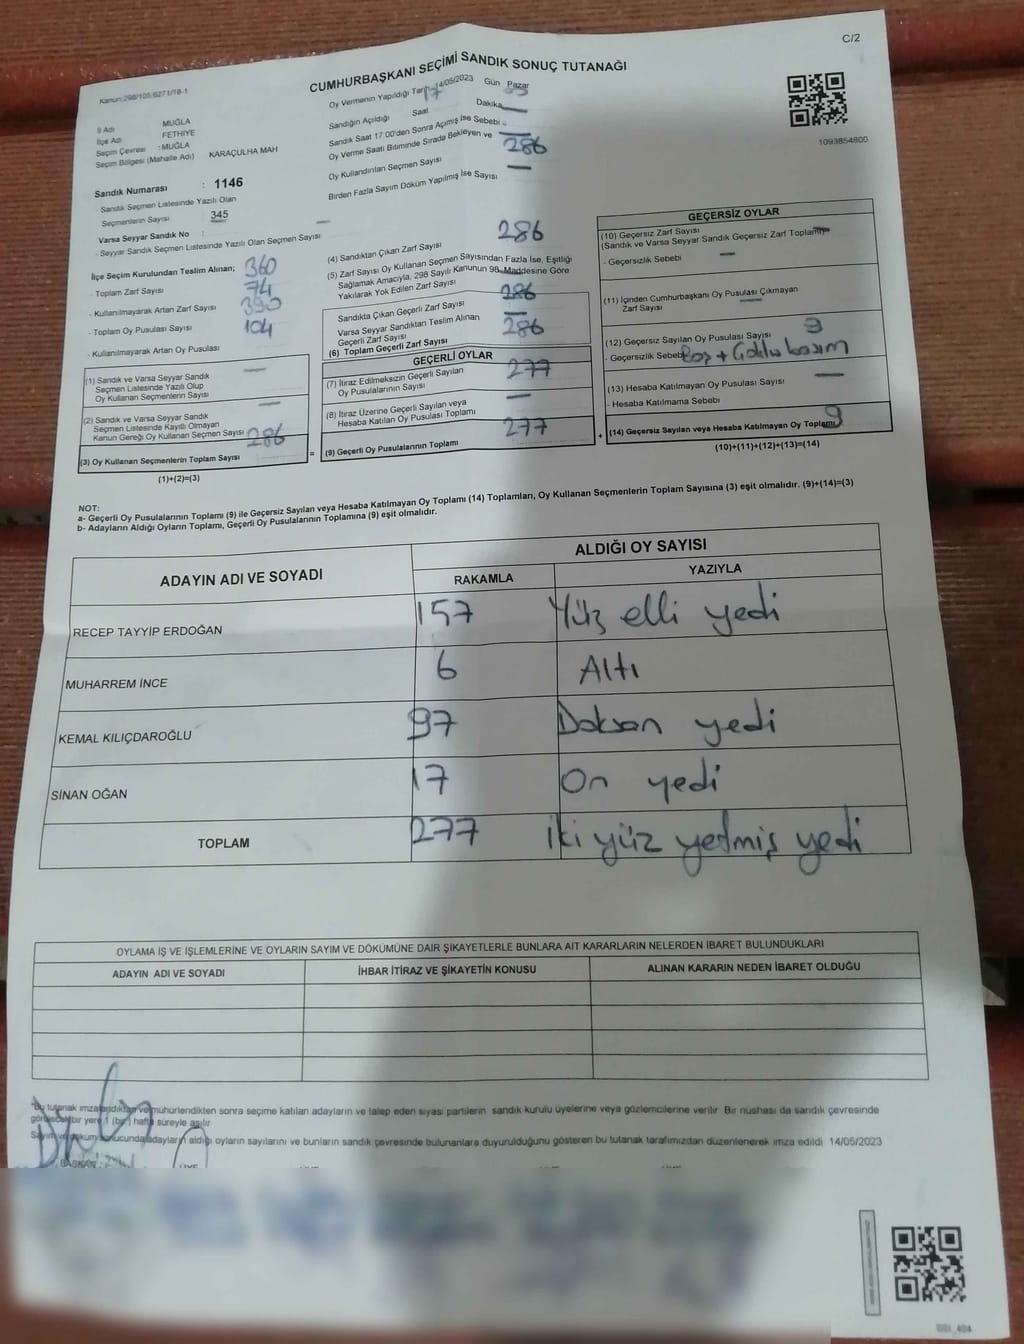 C/2
CUMHURBAŞKANI SEÇİMİ SANDIK SONUÇ TUTANAĞI
Kanun:298/105;6271/18-1
1093854800
İl Adı MUĞLA
İlçe Adı FETHİYE
Seçim Çevresi : MUĞLA
Seçim Bölgesi (Mahalle Adı) KARAÇULHA MAH
Sandık Numarası : 1146
Sandık Seçmen Listesinde Yazılı Olan
Seçmenlerin Sayısı 345
Varsa Seyyar Sandık No :
- Seyyar Sandık Seçmen Listesinde Yazılı Olan Seçmen Sayısı —
İlçe Seçim Kurulundan Teslim Alınan;
- Toplam Zarf Sayısı 360
- Kullanılmayarak Artan Zarf Sayısı 74
- Toplam Oy Pusulası Sayısı 390
- Kullanılmayarak Artan Oy Pusulası 104
(1) Sandık ve Varsa Seyyar Sandık
Seçmen Listesinde Yazılı Olup
Oy Kullanan Seçmenlerin Sayısı —
(2) Sandık ve Varsa Seyyar Sandık
Seçmen Listesinde Kayıtlı Olmayan
Kanun Gereği Oy Kullanan Seçmen Sayısı —
(3) Oy Kullanan Seçmenlerin Toplam Sayısı 286
(1)+(2)=(3)
Oy Vermenin Yapıldığı Tarih 14/05/2023 Gün Pazar
Sandığın Açıldığı Saat 17 Dakika
Sandık Saat 17:00'den Sonra Açımış İse Sebebi : —
Oy Verme Saati Bitiminde Sırada Bekleyen ve
Oy Kullandırılan Seçmen Sayısı —
286
Birden Fazla Sayım Döküm Yapılmış İse Sayısı —
(4) Sandıktan Çıkan Zarf Sayısı 286
(5) Zarf Sayısı Oy Kullanan Seçmen Sayısından Fazla İse, Eşitliği
Sağlamak Amacıyla, 298 Sayılı Kanunun 98. Maddesine Göre
Yakılarak Yok Edilen Zarf Sayısı —
Sandıkta Çıkan Geçerli Zarf Sayısı 286
Varsa Seyyar Sandıktan Teslim Alınan
Geçerli Zarf Sayısı —
(6) Toplam Geçerli Zarf Sayısı 286
GEÇERLİ OYLAR
(7) İtiraz Edilmeksizin Geçerli Sayılan
Oy Pusulalarının Sayısı 277
(8) İtiraz Üzerine Geçerli Sayılan veya
Hesaba Katılan Oy Pusulası Toplamı —
= (9) Geçerli Oy Pusulalarının Toplamı 277
GEÇERSİZ OYLAR
(10) Geçersiz Zarf Sayısı
(Sandık ve Varsa Seyyar Sandık Geçersiz Zarf Toplamı) —
- Geçersizlik Sebebi —
(11) İçinden Cumhurbaşkanı Oy Pusulası Çıkmayan
Zarf Sayısı —
(12) Geçersiz Sayılan Oy Pusulası Sayısı 9
- Geçersizlik Sebebi Boş +
(13) Hesaba Katılmayan Oy Pusulası Sayısı —
- Hesaba Katılmama Sebebi
+ (14) Geçersiz Sayılan veya Hesaba Katılmayan Oy Toplamı 9
(10)+(11)+(12)+(13)=(14)
NOT:
a- Geçerli Oy Pusulalarının Toplamı (9) ile Geçersiz Sayılan veya Hesaba Katılmayan Oy Toplamı (14) Toplamları, Oy Kullanan Seçmenlerin Toplam Sayısına (3) eşit olmalıdır. (9)+(14)=(3)
b- Adayların Aldığı Oyların Toplamı, Geçerli Oy Pusulalarının Toplamına (9) eşit olmalıdır.
ADAYIN ADI VE SOYADI ALDIĞI OY SAYISI
RAKAMLA YAZIYLA
RECEP TAYYİP ERDOĞAN 157 Yüz elli yedi
MUHARREM İNCE 6 Altı
KEMAL KILIÇDAROĞLU 97 Doksan yedi
SİNAN OĞAN 17 On yedi
TOPLAM 277 iki yüz yetmiş yedi
OYLAMA İŞ VE İŞLEMLERİNE VE OYLARIN SAYIM VE DÖKÜMÜNE DAİR ŞİKAYETLERLE BUNLARA AİT KARARLARIN NELERDEN İBARET BULUNDUKLARI
ADAYIN ADI VE SOYADI İHBAR İTİRAZ VE ŞİKAYETİN KONUSU ALINAN KARARIN NEDEN İBARET OLDUĞU
*Bu tutanak imzalandıktan ve mühürlendikten sonra seçime katılan adayların ve talep eden siyasi partilerin sandık kurulu üyelerine veya gözlemcilerine verilir. Bir nüshası da sandık çevresinde
görülecek bir yere 1 (bir) hafta süreyle asılır.
Sayım ve döküm sonucunda adayların aldığı oyların sayılarını ve bunların sandık çevresinde bulunanlara duyurulduğunu gösteren bu tutanak tarafımızdan düzenlenerek imza edildi 14/05/2023
BAŞKAN ÜYE